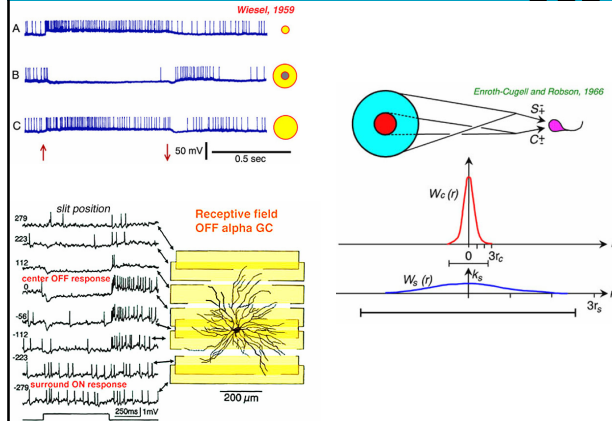 Wiesel, 1959
A
B
C
50 mV
0.5 sec
Enroth-Cugell and Robson, 1966
S-+
C±
Wc (r)
0 3rc
Ws (r)
ks
3rs
slit position
279
223
112
center OFF response
0
-56
-112
-223
surround ON response
-279
250ms 1mV
Receptive field
OFF alpha GC
200 µm